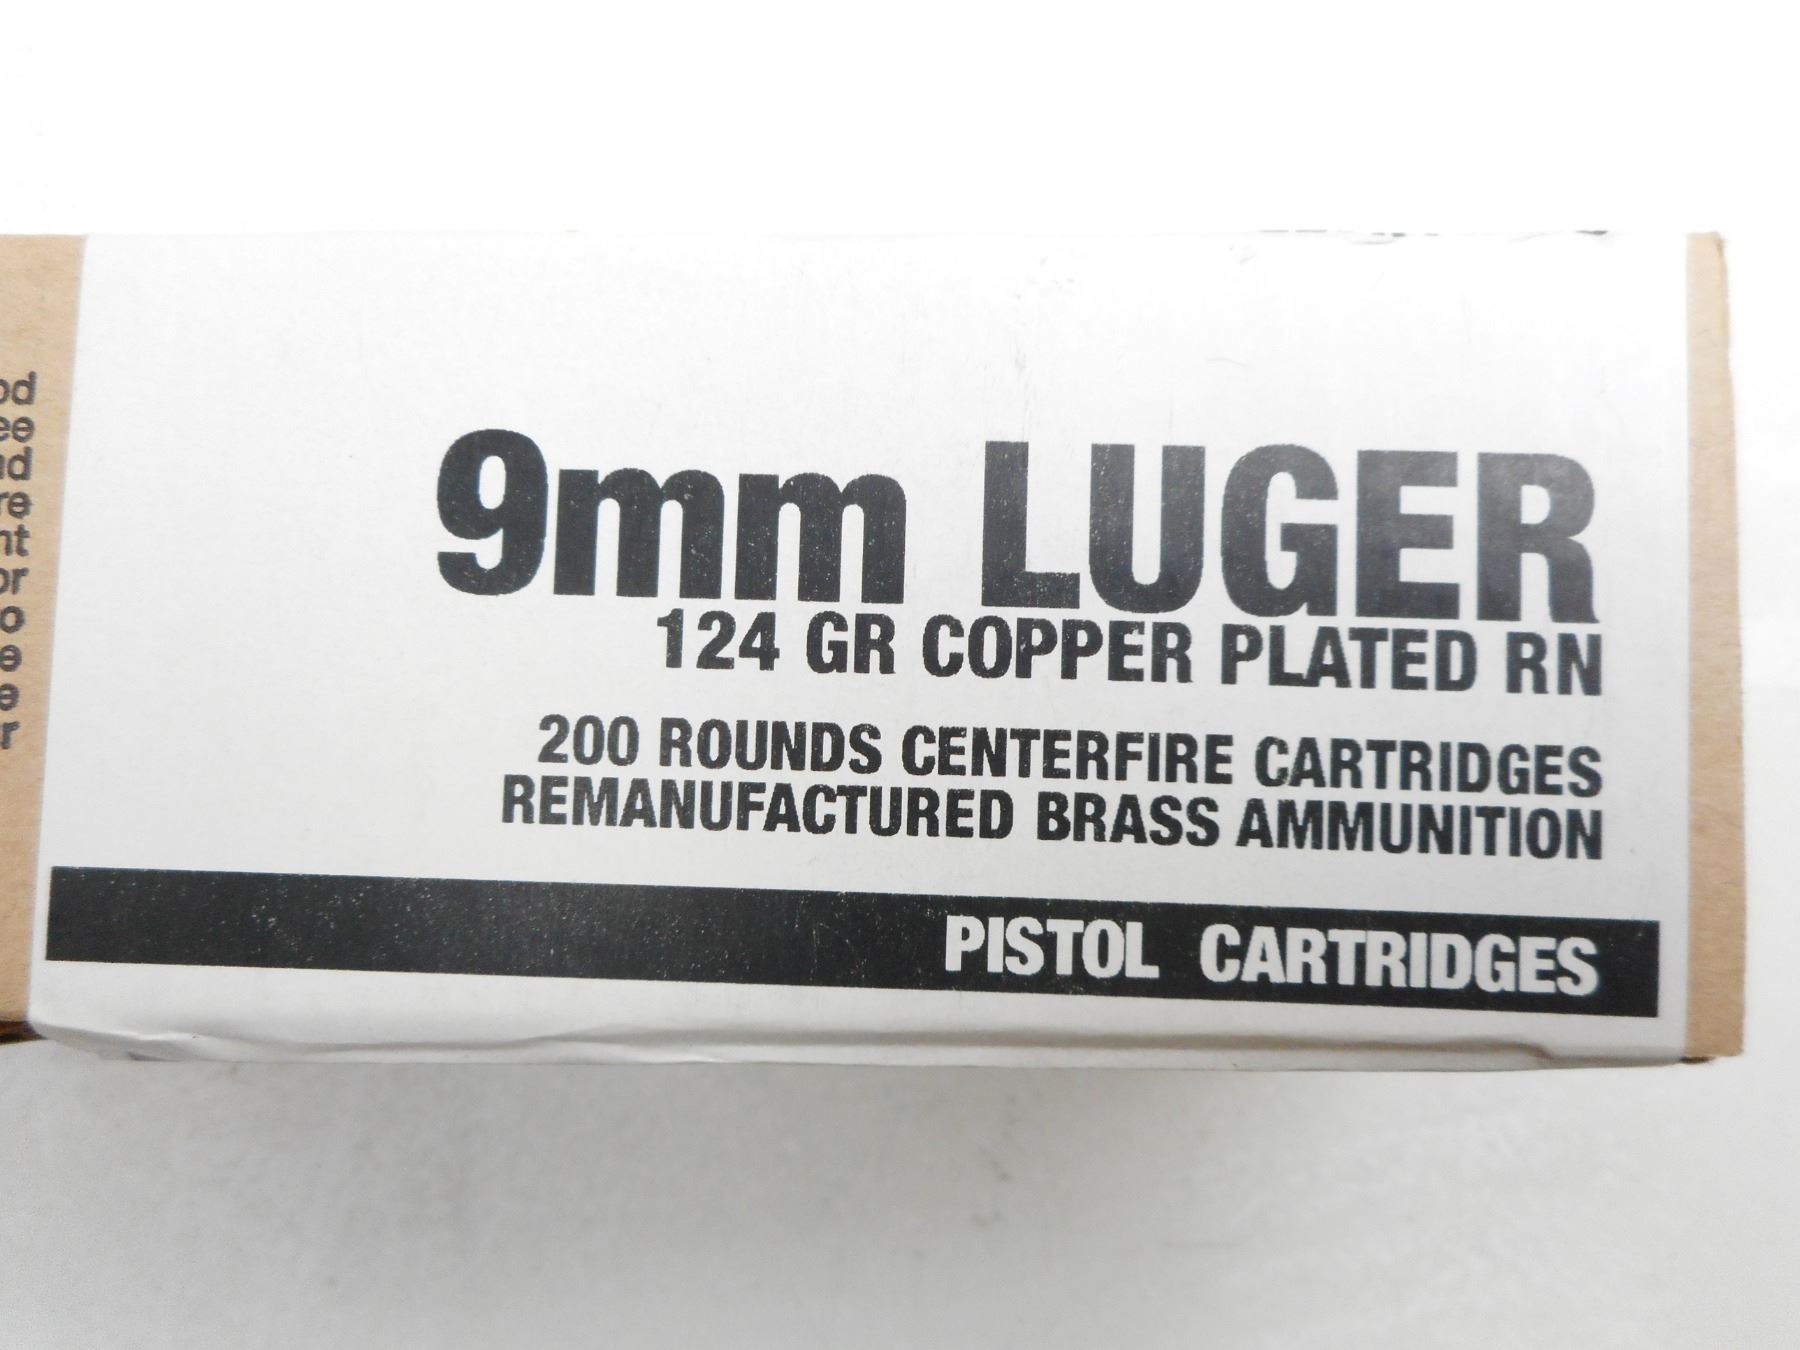 9mm LUGER
124 GR COPPER PLATED RN
200 ROUNDS CENTERFIRE CARTRIDGES
REMANUFACTURED BRASS AMMUNITION
PISTOL CARTRIDGES